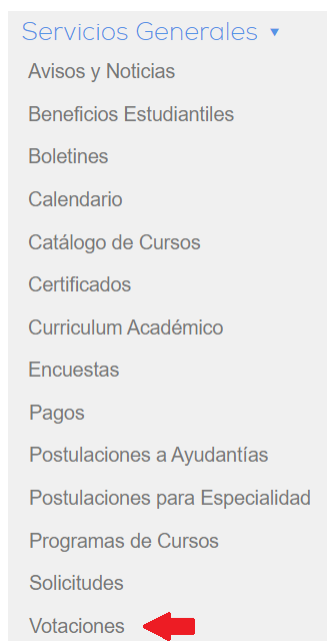 Servicios Generales
Avisos y Noticias
Beneficios Estudiantiles
Boletines
Calendario
Catálogo de Cursos
Certificados
Curriculum Académico
Encuestas
Pagos
Postulaciones a Ayudantías
Postulaciones para Especialidad
Programas de Cursos
Solicitudes
Votaciones